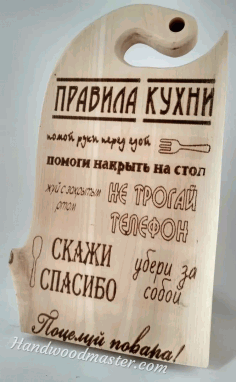 ПРАВИЛА КУХНИ
помой руки перед едой
ПОМОГИ НАКРЫТЬ НА СТОЛ
жуй с закрытым
ртом
НЕ ТРОГАЙ
ТЕЛЕФОН
СКАЖИ
СПАСИБО
убери за
собой
Поцелуй повара!
Handwoodmaster.com